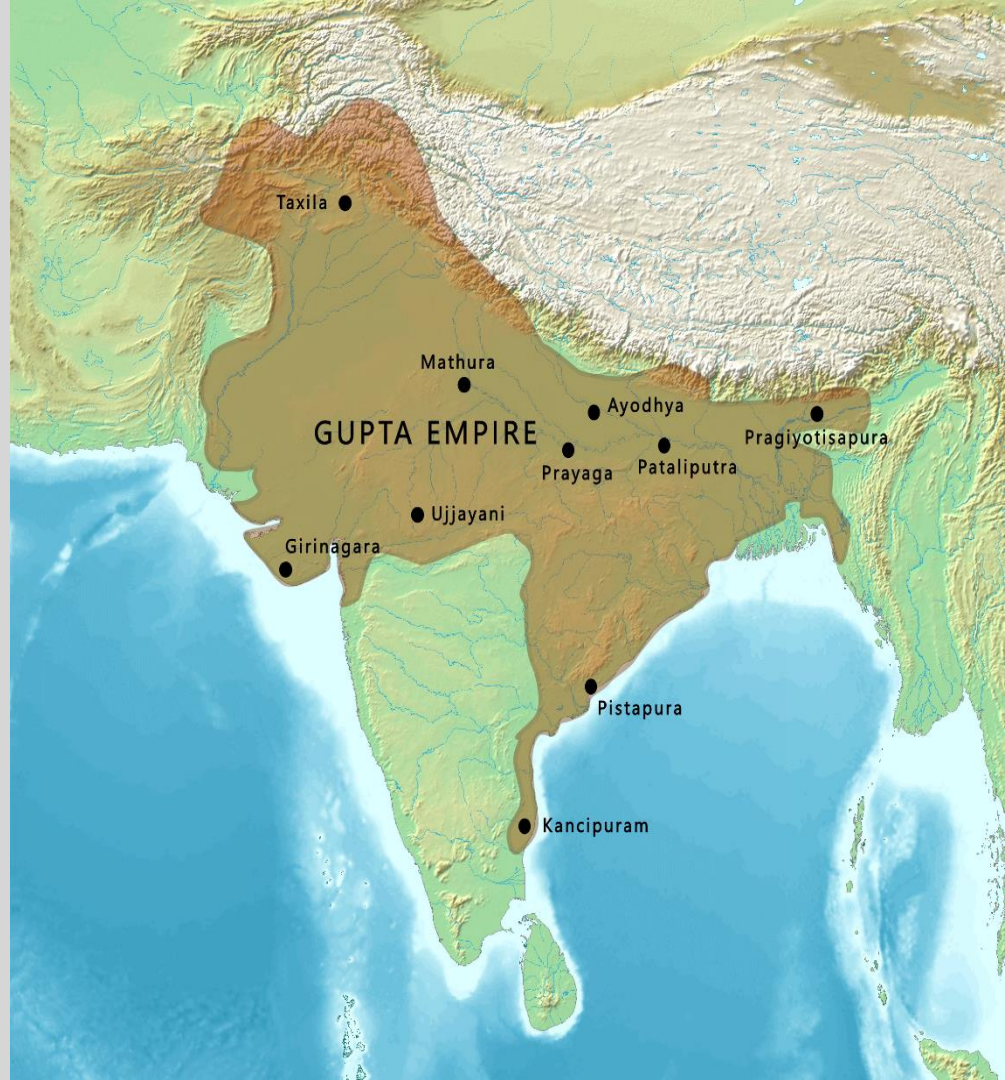 Taxila
Mathura
Ayodhya
GUPTA EMPIRE
Pragiyotisapura
Prayaga
Pataliputra
Ujjayani
Girinagara
Pistapura
Kancipuram